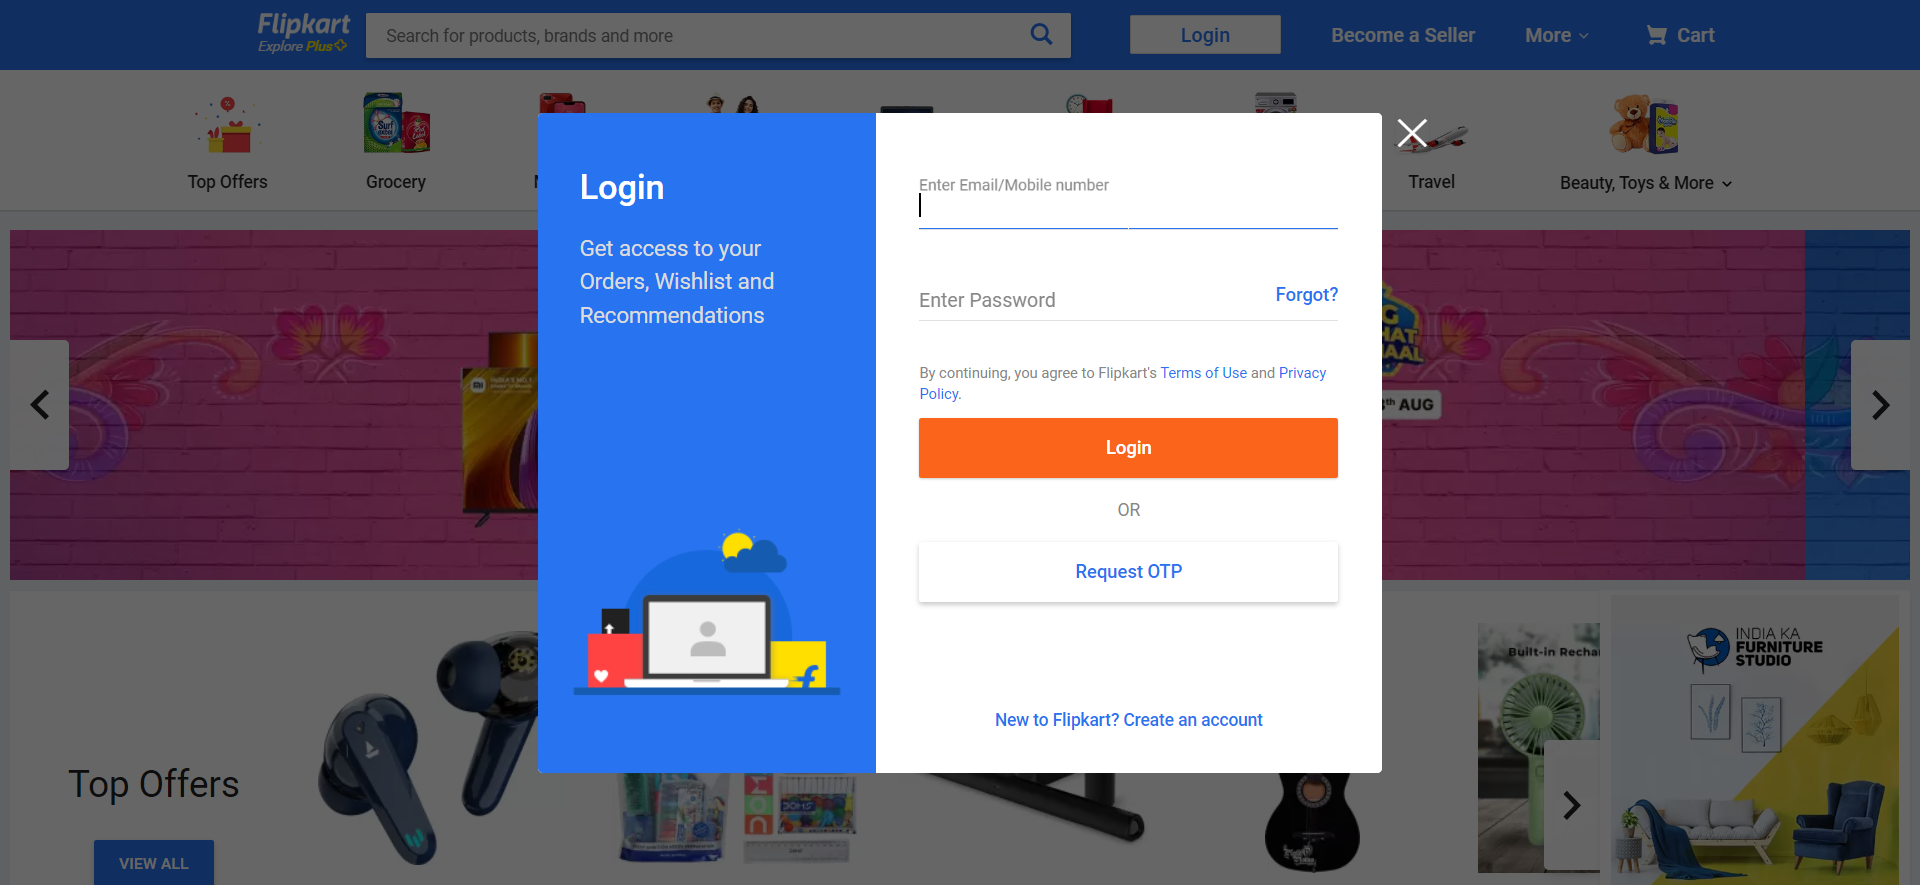 Flipkart
Explore Plus
Search for products, brands and more
Login
Become a Seller
More
Cart
Top Offers
Grocery
Travel
Beauty, Toys & More
Login
Get access to your
Orders, Wishlist and
Recommendations
Enter Email/Mobile number
Enter Password
Forgot?
By continuing, you agree to Flipkart's Terms of Use and Privacy
Policy.
Login
OR
Request OTP
New to Flipkart? Create an account
AUG
Top Offers
VIEW ALL
DOMS
Built-in
INDIA KA
FURNITURE
STUDIO